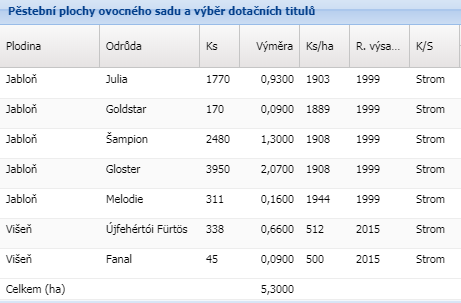 Pěstební plochy ovocného sadu a výběr dotačních titulů
Plodina Odrůda Ks Výměra Ks/ha R. výsa... K/S
Jabloň Julia 1770 0,9300 1903 1999 Strom
Jabloň Goldstar 170 0,0900 1889 1999 Strom
Jabloň Šampion 2480 1,3000 1908 1999 Strom
Jabloň Gloster 3950 2,0700 1908 1999 Strom
Jabloň Melodie 311 0,1600 1944 1999 Strom
Višeň Újfehértói Fürtös 338 0,6600 512 2015 Strom
Višeň Fanal 45 0,0900 500 2015 Strom
Celkem (ha) 5,3000